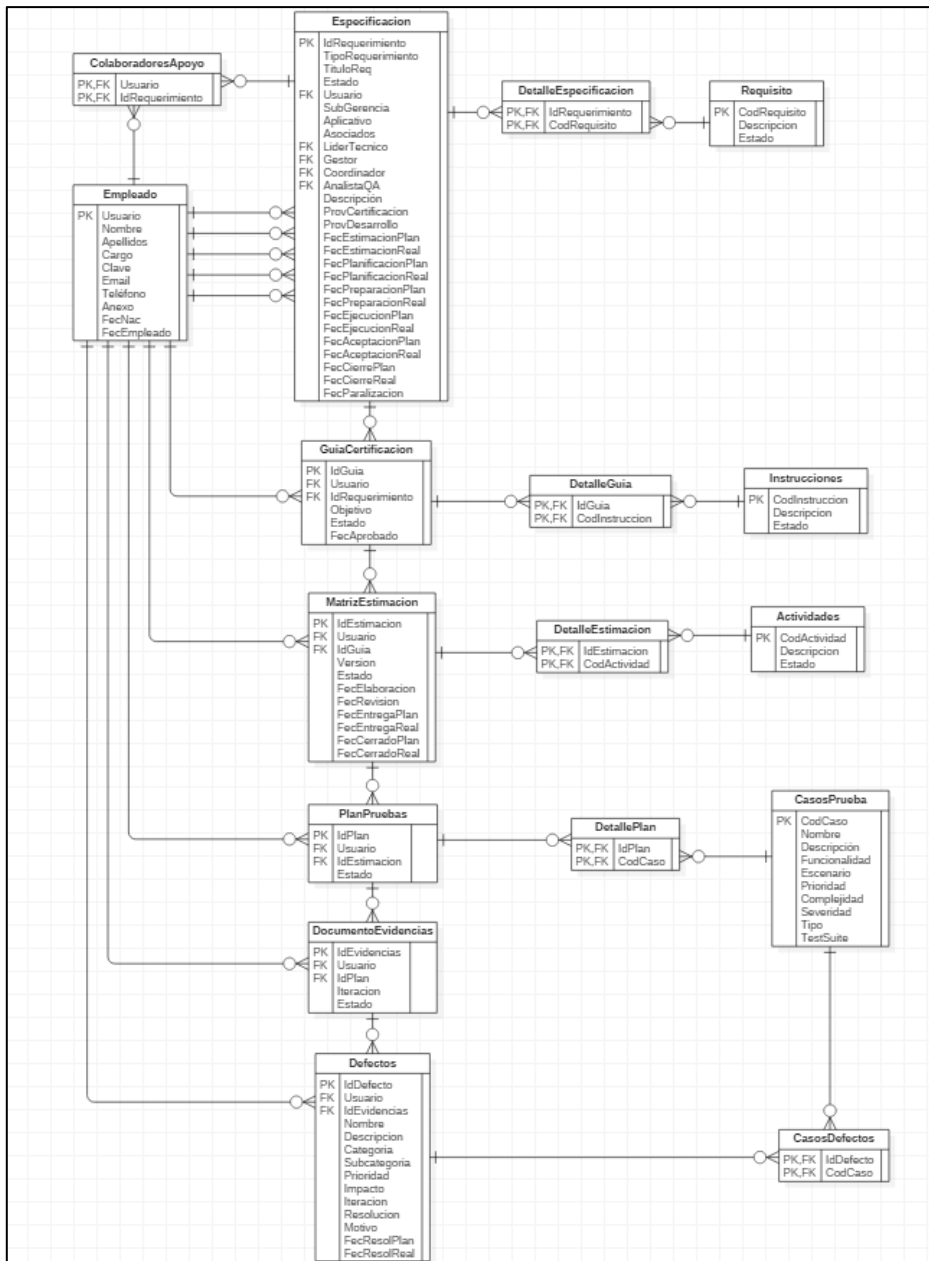 Especificacion
PK IdRequerimiento
TipoRequerimiento
TituloReq
Estado
FK Usuario
SubGerencia
Aplicativo
Asociados
FK LiderTecnico
FK Gestor
FK Coordinador
FK AnalistaQA
Descripción
ProvCertificacion
ProvDesarrollo
FecEstimacionPlan
FecEstimacionReal
FecPlanificacionPlan
FecPlanificacionReal
FecPreparacionPlan
FecPreparacionReal
FecEjecucionPlan
FecEjecucionReal
FecAceptacionPlan
FecAceptacionReal
FecCierrePlan
FecCierreReal
FecParalizacion
ColaboradoresApoyo
PK,FK Usuario
PK,FK IdRequerimiento
DetalleEspecificacion
PK,FK IdRequerimiento
PK,FK CodRequisito
Requisito
PK CodRequisito
Descripcion
Estado
Empleado
PK Usuario
Nombre
Apellidos
Cargo
Clave
Email
Teléfono
Anexo
FecNac
FecEmpleado
GuiaCertificacion
PK IdGuia
FK Usuario
FK IdRequerimiento
Objetivo
Estado
FecAprobado
DetalleGuia
PK,FK IdGuia
PK,FK CodInstruccion
Instrucciones
PK CodInstruccion
Descripcion
Estado
MatrizEstimacion
PK IdEstimacion
FK Usuario
FK IdGuia
Version
Estado
FecElaboracion
FecRevision
FecEntregaPlan
FecEntregaReal
FecCerradoPlan
FecCerradoReal
DetalleEstimacion
PK,FK IdEstimacion
PK,FK CodActividad
Actividades
PK CodActividad
Descripcion
Estado
PlanPruebas
PK IdPlan
FK Usuario
FK IdEstimacion
Estado
DetallePlan
PK,FK IdPlan
PK,FK CodCaso
CasosPrueba
PK CodCaso
Nombre
Descripción
Funcionalidad
Escenario
Prioridad
Complejidad
Severidad
Tipo
TestSuite
DocumentoEvidencias
PK IdEvidencias
FK Usuario
FK IdPlan
Iteracion
Estado
Defectos
PK IdDefecto
FK Usuario
FK IdEvidencias
Nombre
Descripcion
Categoria
Subcategoria
Prioridad
Impacto
Iteracion
Resolucion
Motivo
FecResolPlan
FecResolReal
CasosDefectos
PK,FK IdDefecto
PK,FK CodCaso